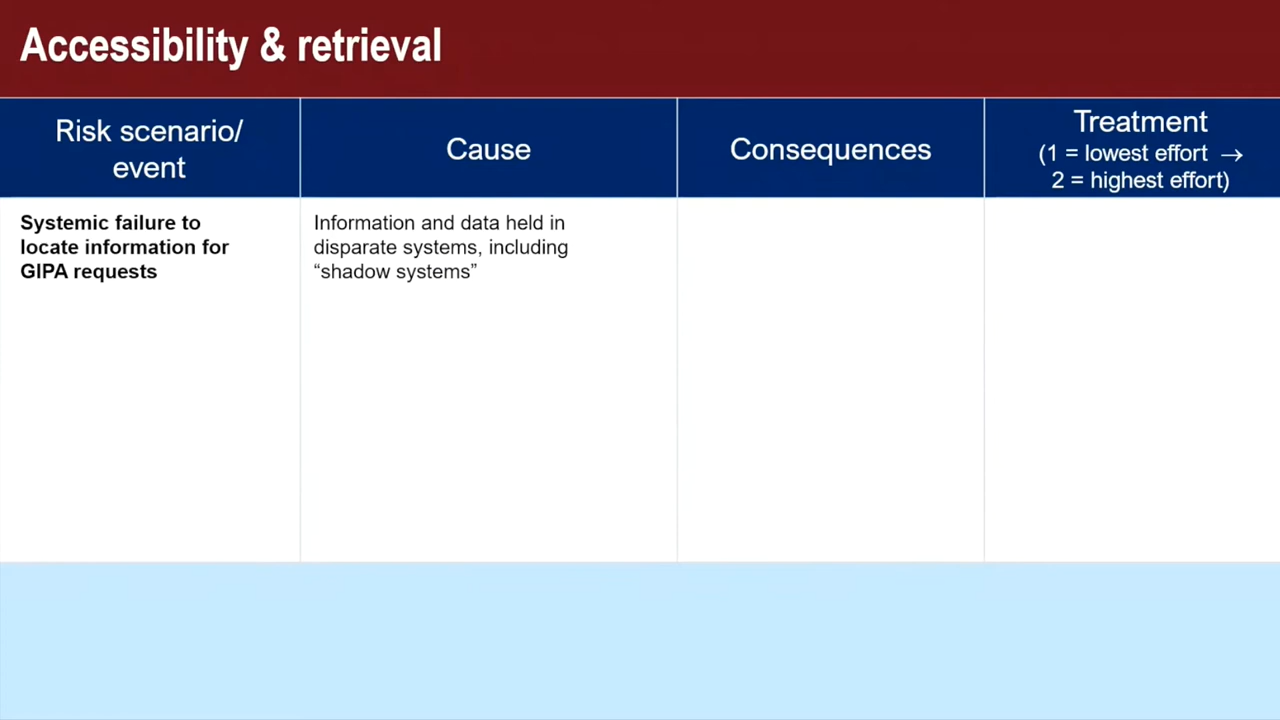 Accessibility & retrieval
Risk scenario/
event
Cause
Consequences
Treatment
(1 = lowest effort →
2 = highest effort)
Systemic failure to
locate information for
GIPA requests
Information and data held in
disparate systems, including
“shadow systems”